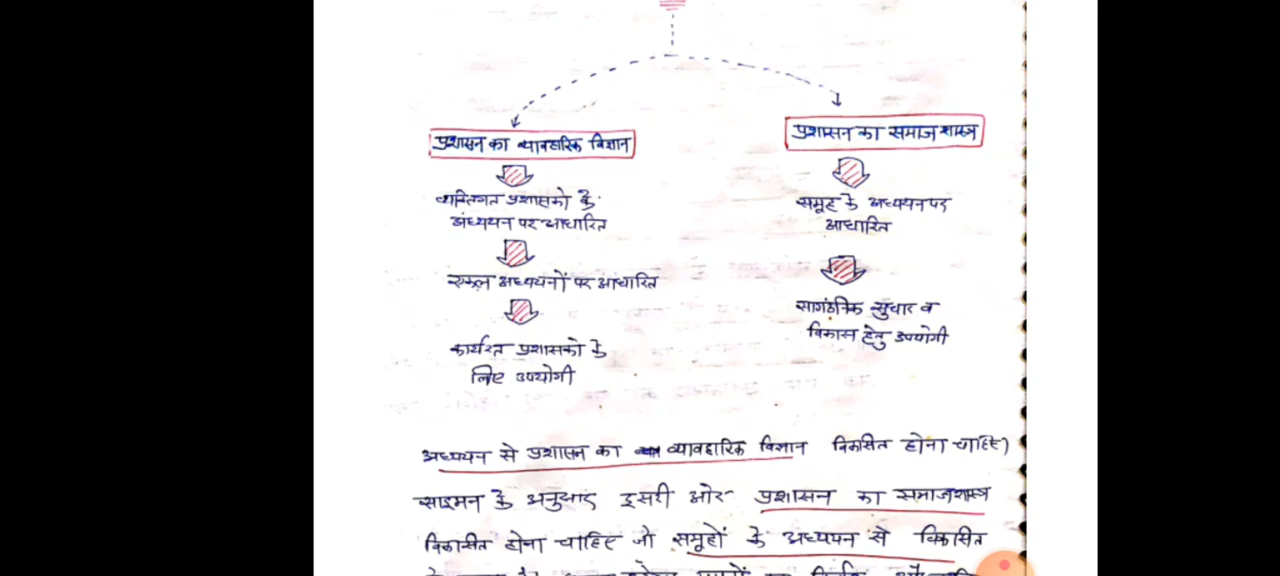 प्रशासन का व्यावहारिक विज्ञान
व्यक्तिगत प्रशासको के
अध्ययन पर आधारित
एकल अध्ययनों पर आधारित
कार्यरत प्रशासको के
लिए उपयोगी
प्रशासन का समाजशास्त्र
समूह के अध्ययन पर
आधारित
सागंठनिक सुधार व
विकास हेतु उपयोगी
अध्ययन से प्रशासन का व्यावहारिक विज्ञान विकसित होना चाहिए)
साइमन के अनुसार दूसरी ओर प्रशासन का समाजशास्त्र
विकासित होना चाहिए जो समूहों के अध्ययन से विकसित